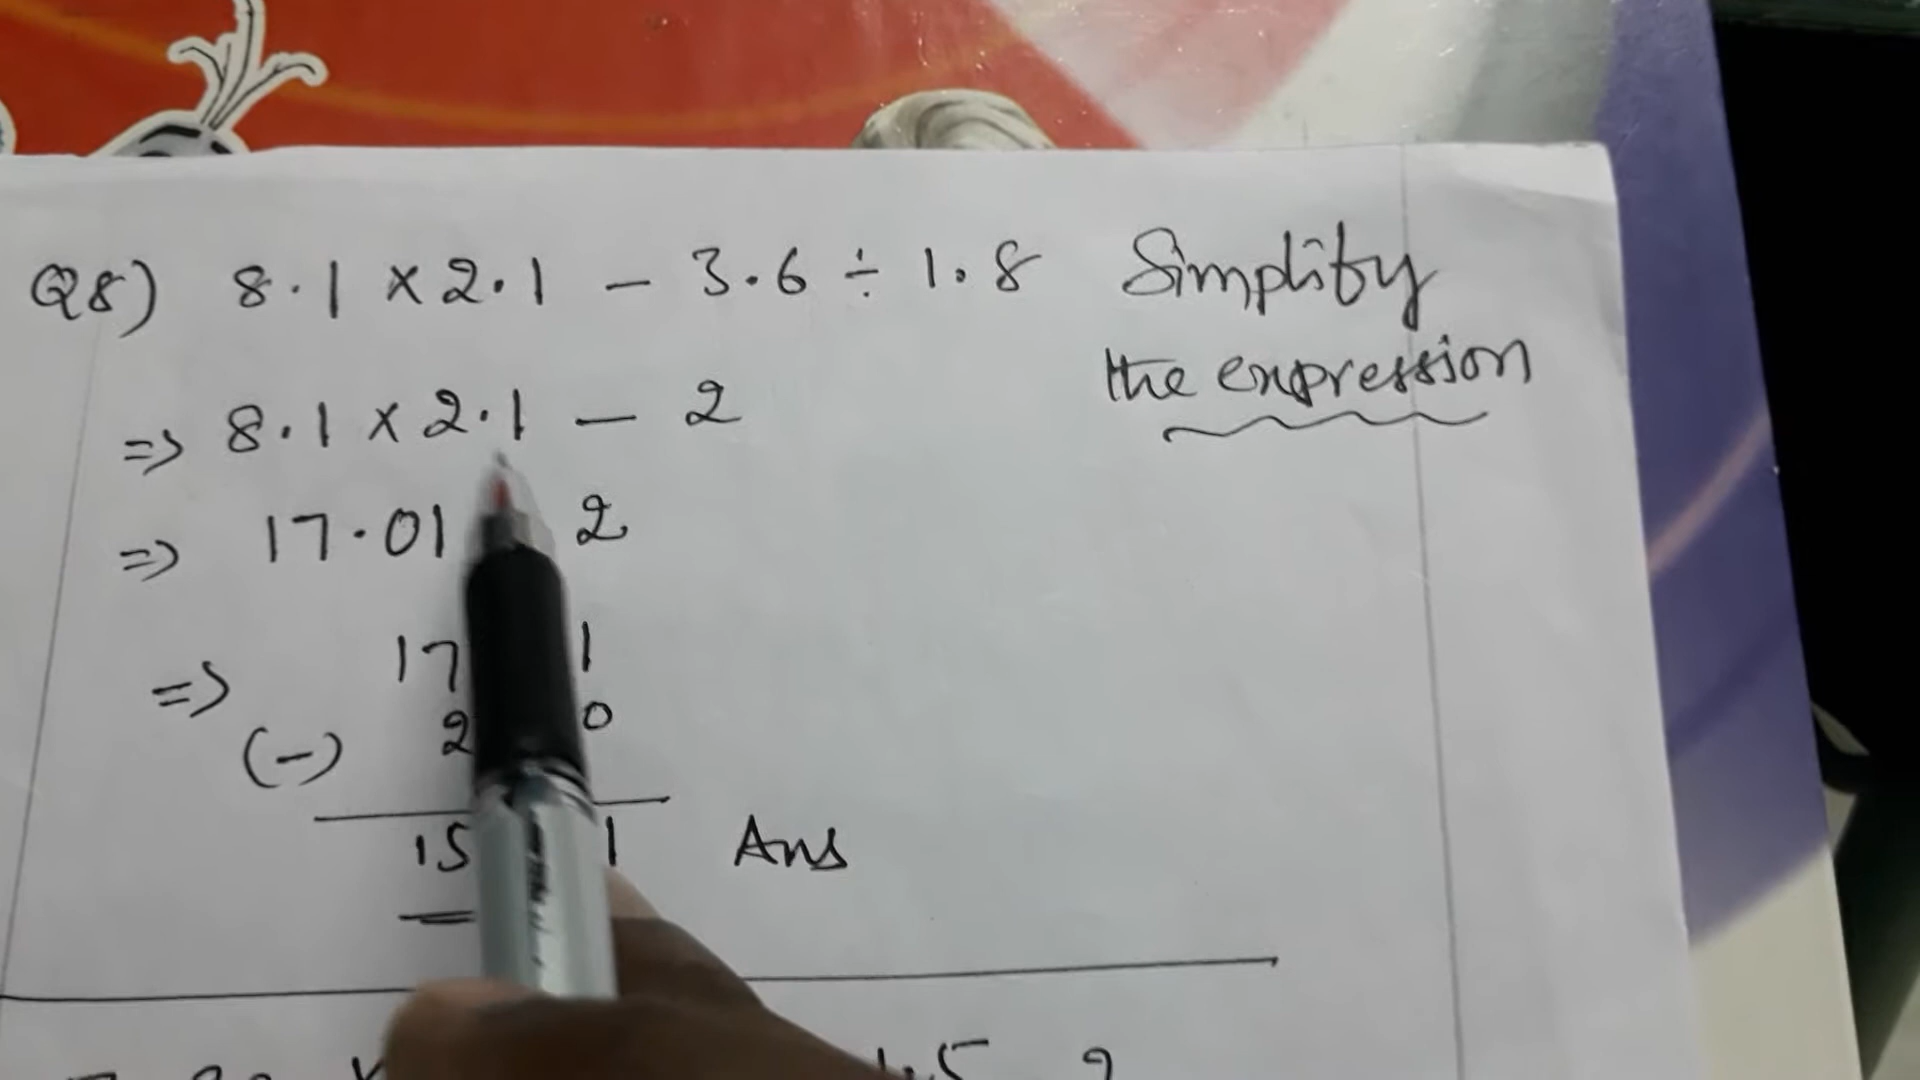 Q8) 8.1 × 2.1 - 3.6 ÷ 1.8 Simplify
the expression
=> 8.1 × 2.1 - 2
=> 17.01 2
=> 17 1
(-) 2 0
15 1 Ans